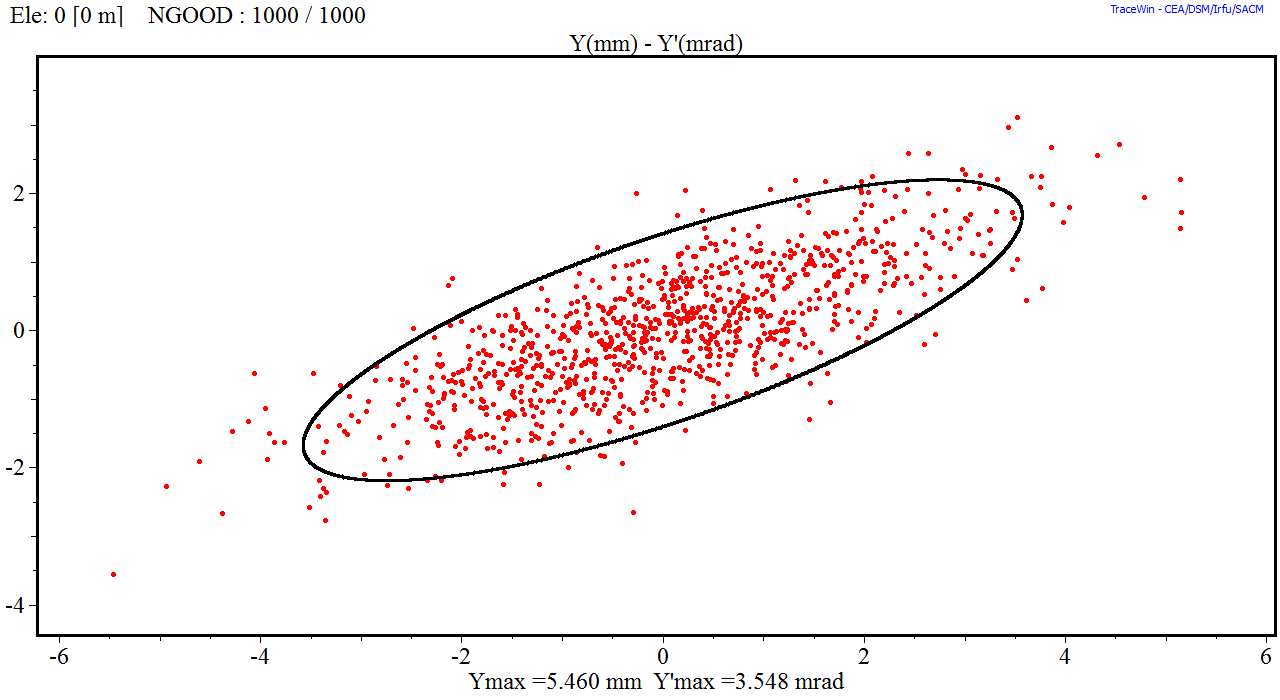 Ele: 0 [0 m] NGOOD : 1000 / 1000
TraceWin - CEA/DSM/Irfu/SACM
Y(mm) - Y'(mrad)
2
0
-2
-4
-6 -4 -2 0 2 4 6
Ymax =5.460 mm Y'max =3.548 mrad